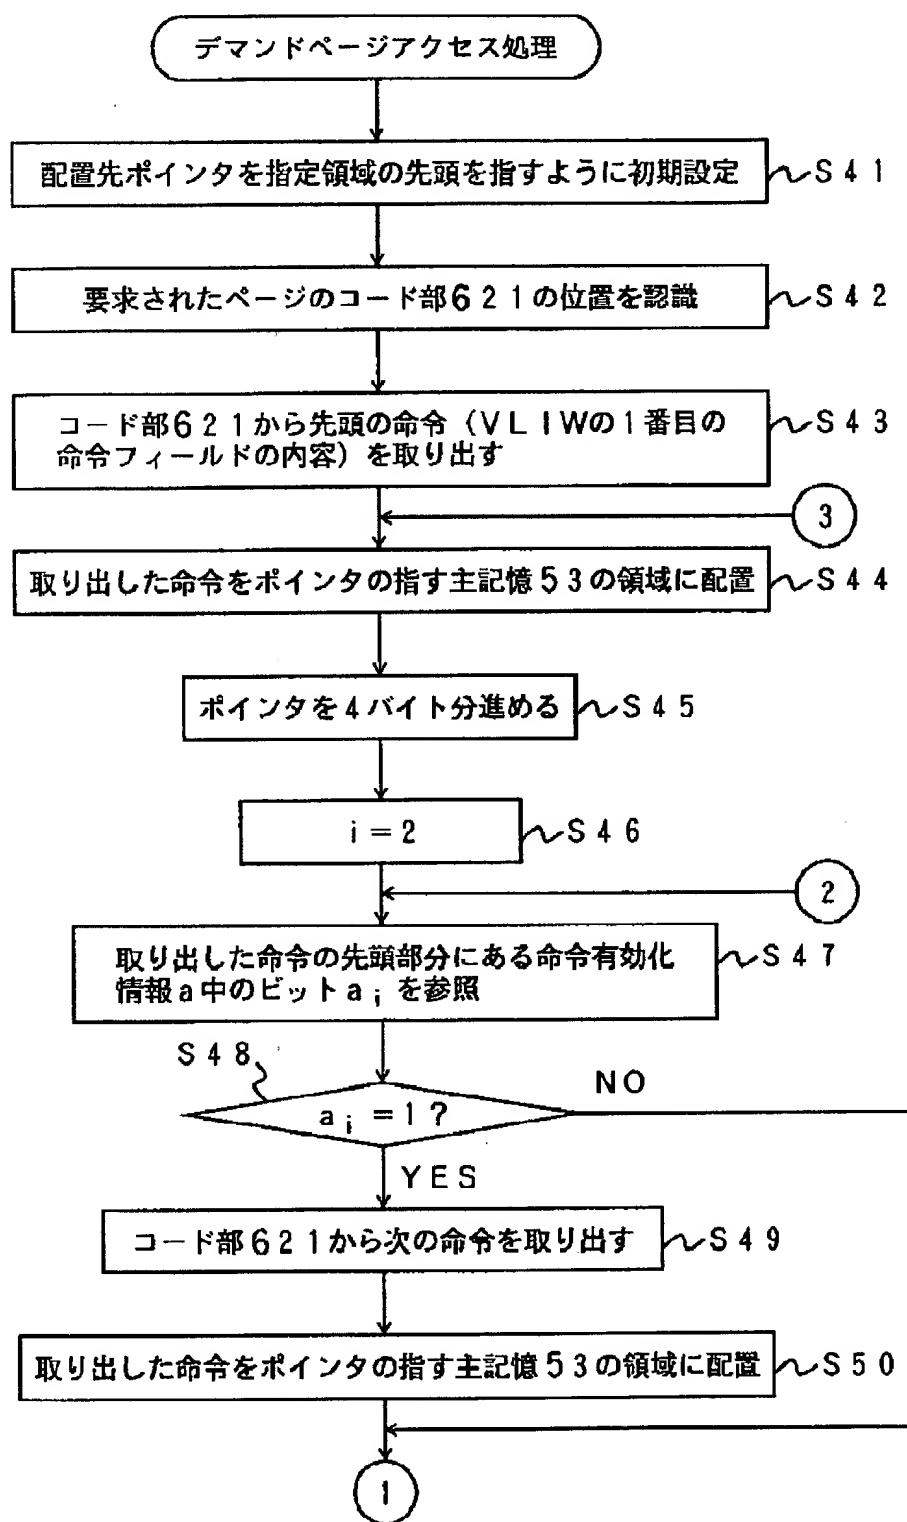 デマンドページアクセス処理
配置先ポインタを指定領域の先頭を指すように初期設定
S41
要求されたページのコード部621の位置を認識
S42
コード部621から先頭の命令（VLIWの1番目の
命令フィールドの内容）を取り出す
S43
3
取り出した命令をポインタの指す主記憶53の領域に配置
S44
ポインタを4バイト分進める
S45
i＝2
S46
2
取り出した命令の先頭部分にある命令有効化
情報a中のビットaiを参照
S47
S48
NO
ai＝1？
YES
コード部621から次の命令を取り出す
S49
取り出した命令をポインタの指す主記憶53の領域に配置
S50
1